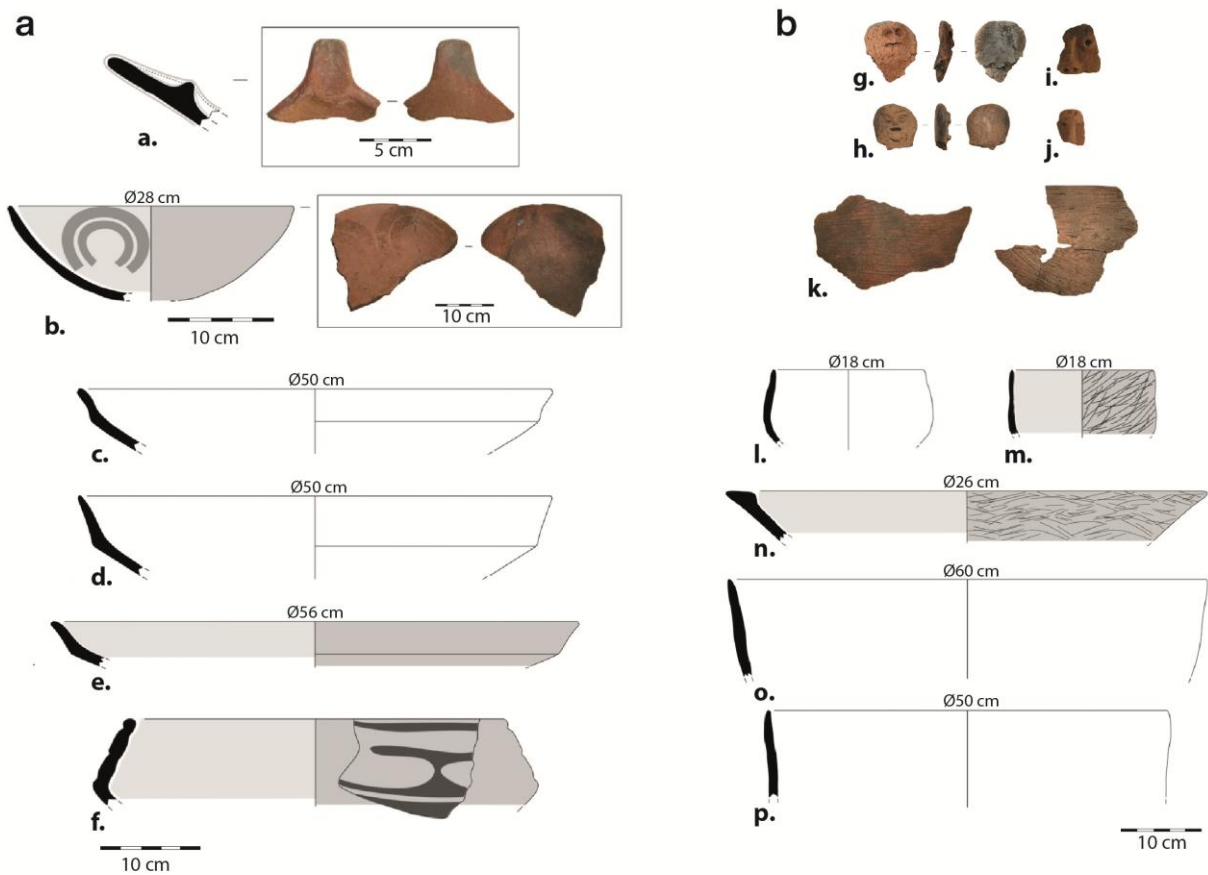 a
a.
5 cm
Ø28 cm
b.
10 cm
10 cm
Ø50 cm
c.
Ø50 cm
d.
Ø56 cm
e.
f.
10 cm
b
g.
i.
h.
j.
k.
Ø18 cm
l.
Ø18 cm
m.
Ø26 cm
n.
Ø60 cm
o.
Ø50 cm
p.
10 cm